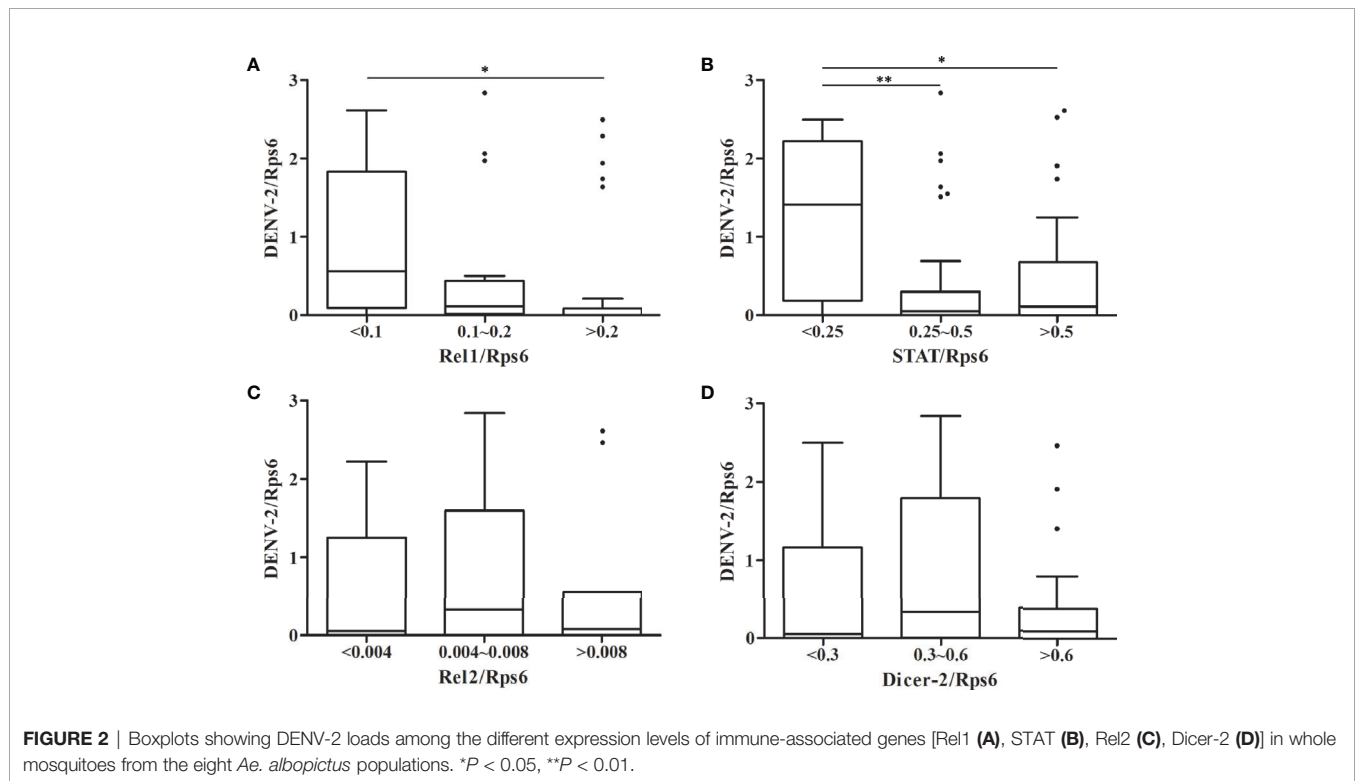 A
*
3
2
1
0
DENV-2/Rps6
<0.1 0.1~0.2 >0.2
Rel1/Rps6
B
*
**
3
2
1
0
DENV-2/Rps6
<0.25 0.25~0.5 >0.5
STAT/Rps6
C
3
2
1
0
DENV-2/Rps6
<0.004 0.004~0.008 >0.008
Rel2/Rps6
D
3
2
1
0
DENV-2/Rps6
<0.3 0.3~0.6 >0.6
Dicer-2/Rps6
FIGURE 2 | Boxplots showing DENV-2 loads among the different expression levels of immune-associated genes [Rel1 (A), STAT (B), Rel2 (C), Dicer-2 (D)] in whole
mosquitoes from the eight Ae. albopictus populations. *P < 0.05, **P < 0.01.